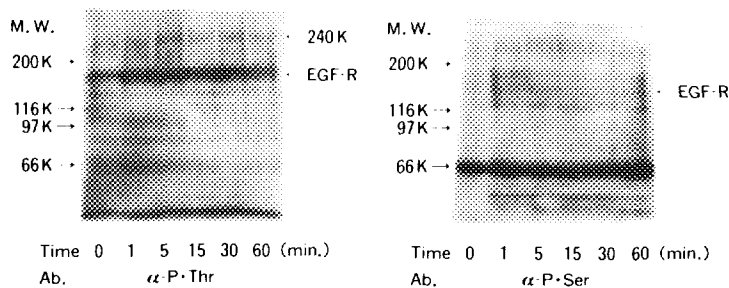 M. W.
200K →
116K →
97K →
66K →
· 240 K
· EGF·R
Time 0 1 5 15 30 60 (min.)
Ab. α-P·Thr
M. W.
200K →
116K →
97K →
66K →
· EGF·R
Time 0 1 5 15 30 60 (min.)
Ab. α-P·Ser